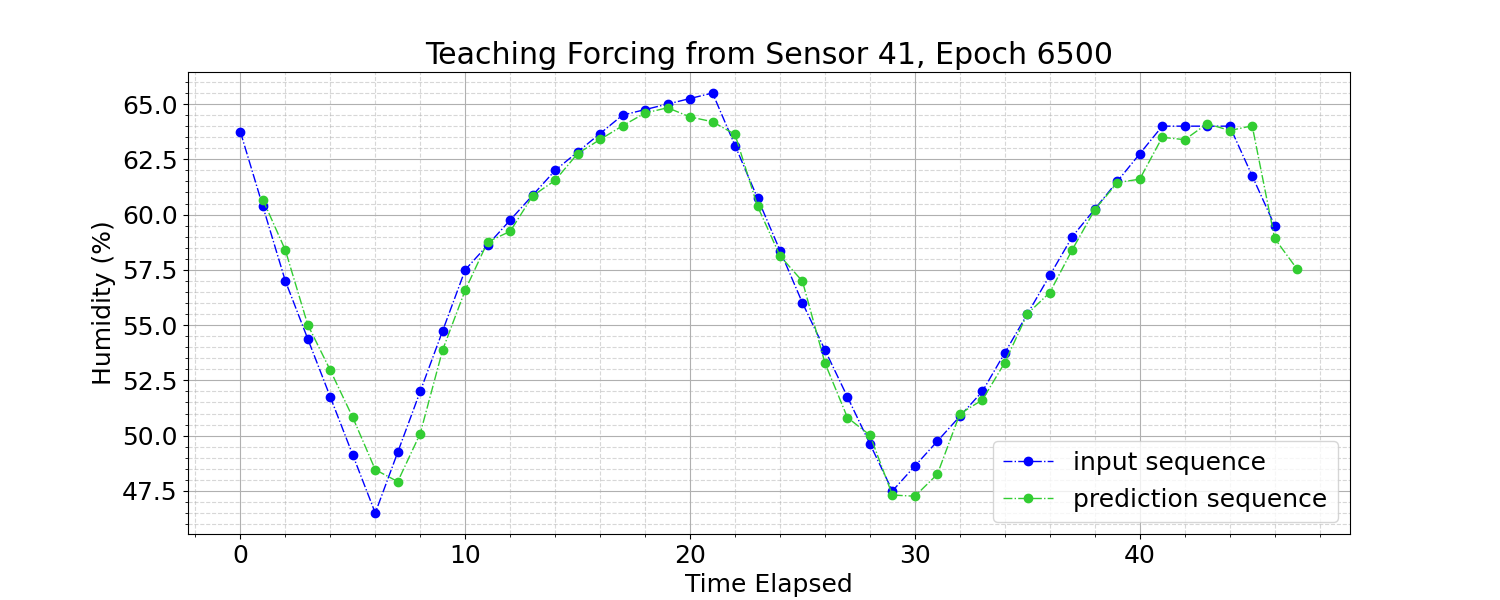 Teaching Forcing from Sensor 41, Epoch 6500
Humidity (%)
65.0
62.5
60.0
57.5
55.0
52.5
50.0
47.5
input sequence
prediction sequence
0 10 20 30 40
Time Elapsed